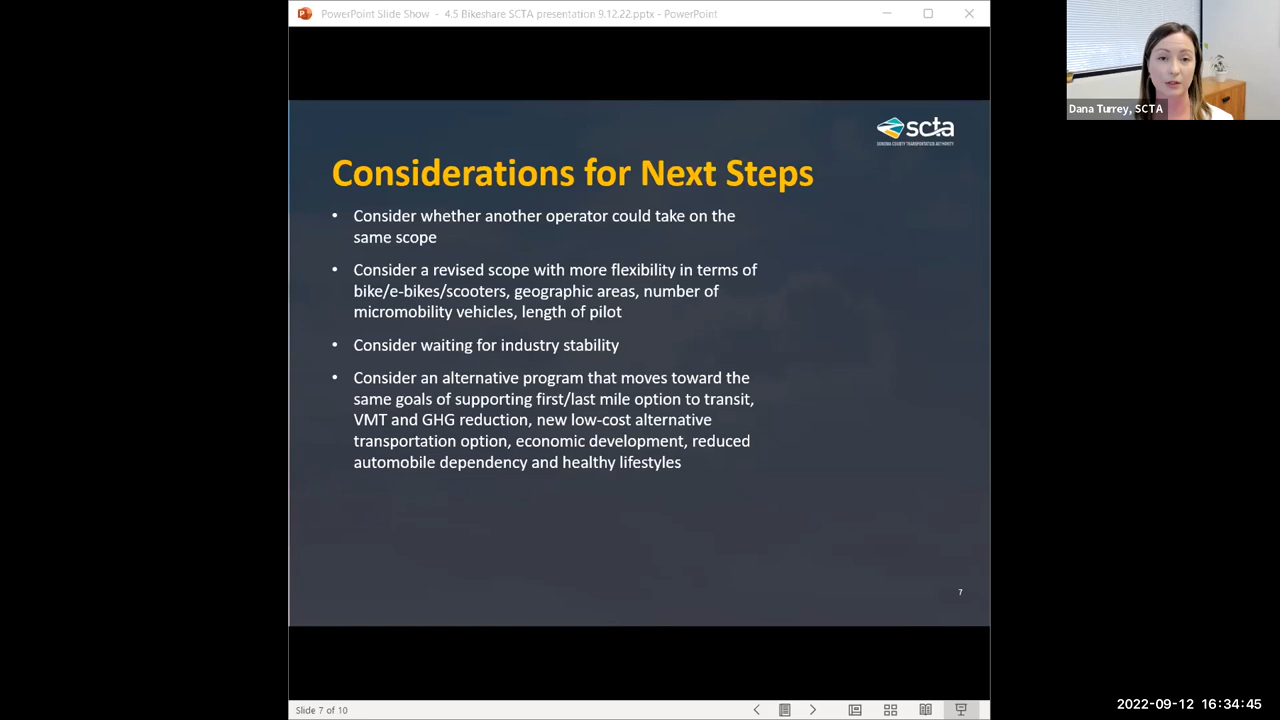 PowerPoint Slide Show - 4.5 Bikeshare SCTA presentation 9.12.22.pptx - PowerPoint
Dana Turrey, SCTA
scta
SONOMA COUNTY TRANSPORTATION AUTHORITY
Considerations for Next Steps
• Consider whether another operator could take on the
same scope
• Consider a revised scope with more flexibility in terms of
bike/e-bikes/scooters, geographic areas, number of
micromobility vehicles, length of pilot
• Consider waiting for industry stability
• Consider an alternative program that moves toward the
same goals of supporting first/last mile option to transit,
VMT and GHG reduction, new low-cost alternative
transportation option, economic development, reduced
automobile dependency and healthy lifestyles
7
Slide 7 of 10
2022-09-12 16:34:45